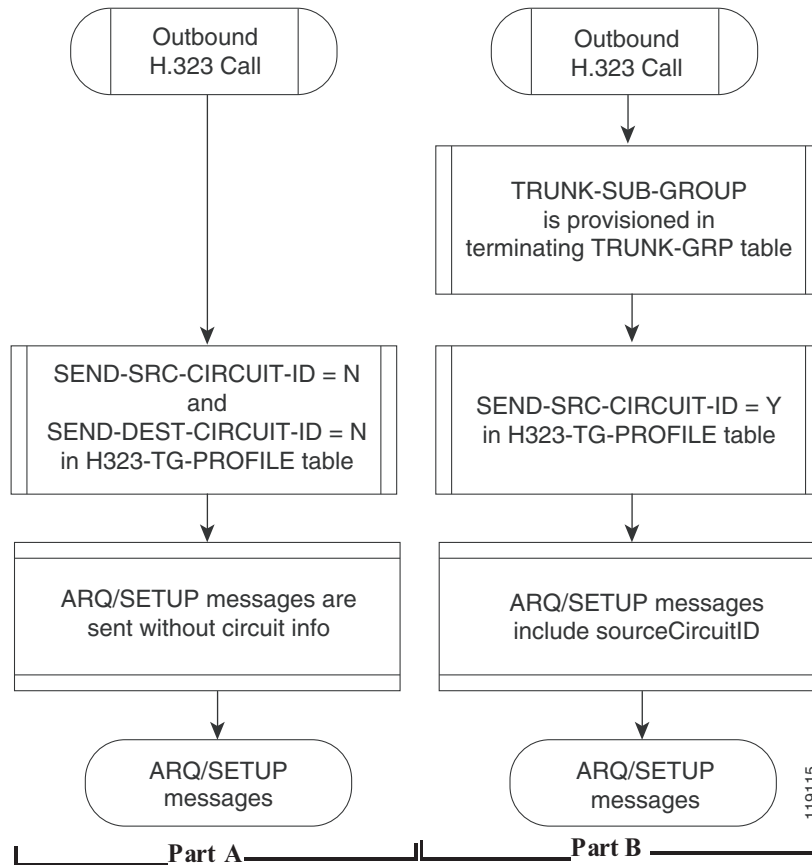 Outbound
H.323 Call
SEND-SRC-CIRCUIT-ID = N
and
SEND-DEST-CIRCUIT-ID = N
in H323-TG-PROFILE table
ARQ/SETUP messages are
sent without circuit info
ARQ/SETUP
messages
Part A
Outbound
H.323 Call
TRUNK-SUB-GROUP
is provisioned in
terminating TRUNK-GRP table
SEND-SRC-CIRCUIT-ID = Y
in H323-TG-PROFILE table
ARQ/SETUP messages
include sourceCircuitID
ARQ/SETUP
messages
Part B
119115